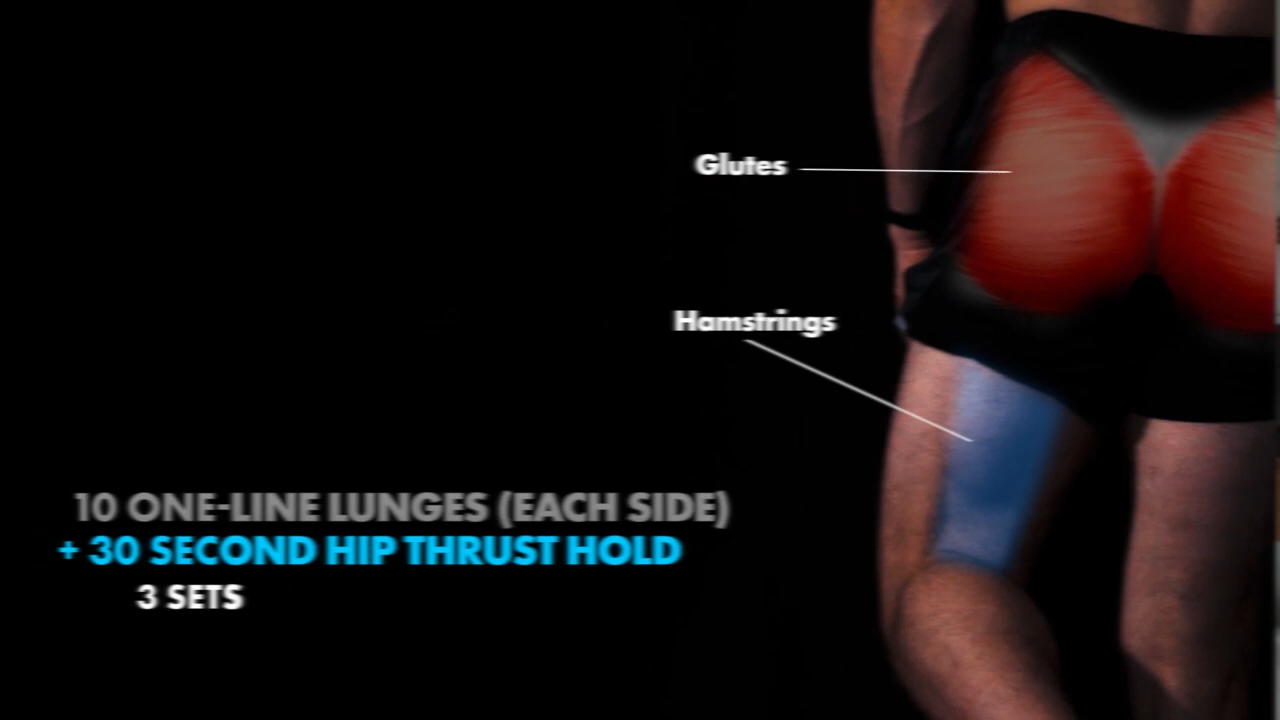 Glutes
Hamstrings
10 ONE-LINE LUNGES (EACH SIDE)
+ 30 SECOND HIP THRUST HOLD
3 SETS